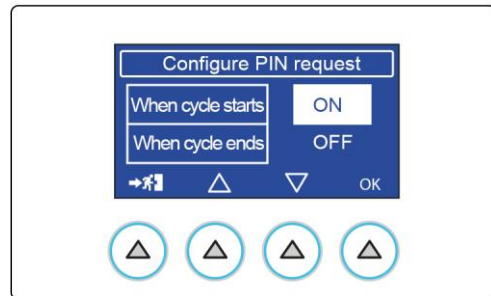 Configure PIN request
When cycle starts ON
When cycle ends OFF
OK